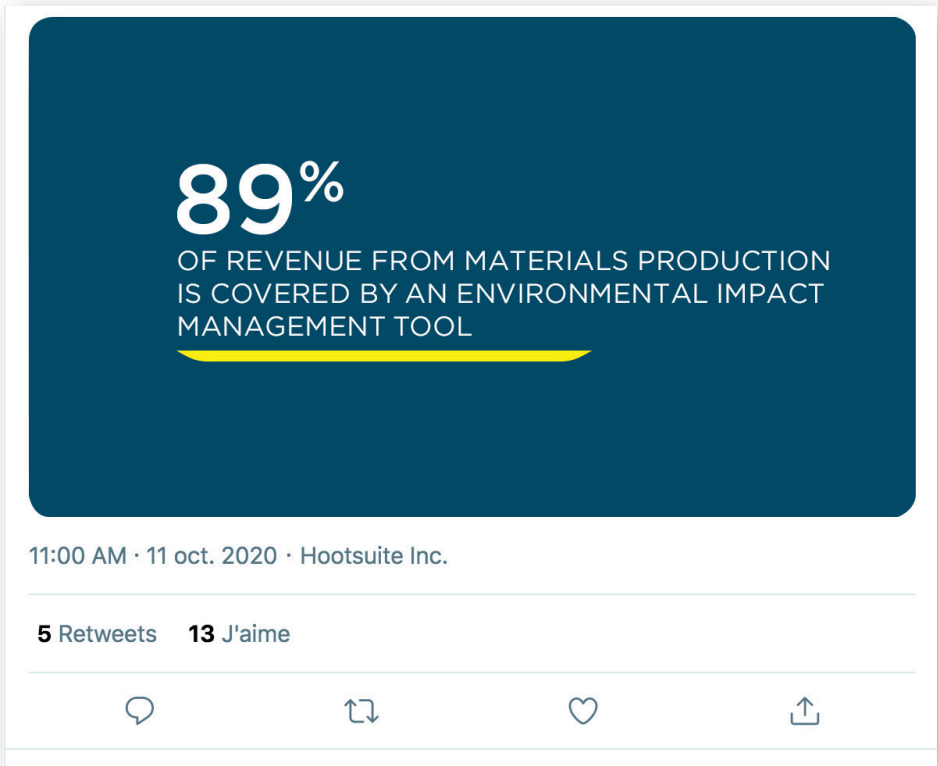 89%
OF REVENUE FROM MATERIALS PRODUCTION
IS COVERED BY AN ENVIRONMENTAL IMPACT
MANAGEMENT TOOL
11:00 AM · 11 oct. 2020 · Hootsuite Inc.
5 Retweets 13 J'aime